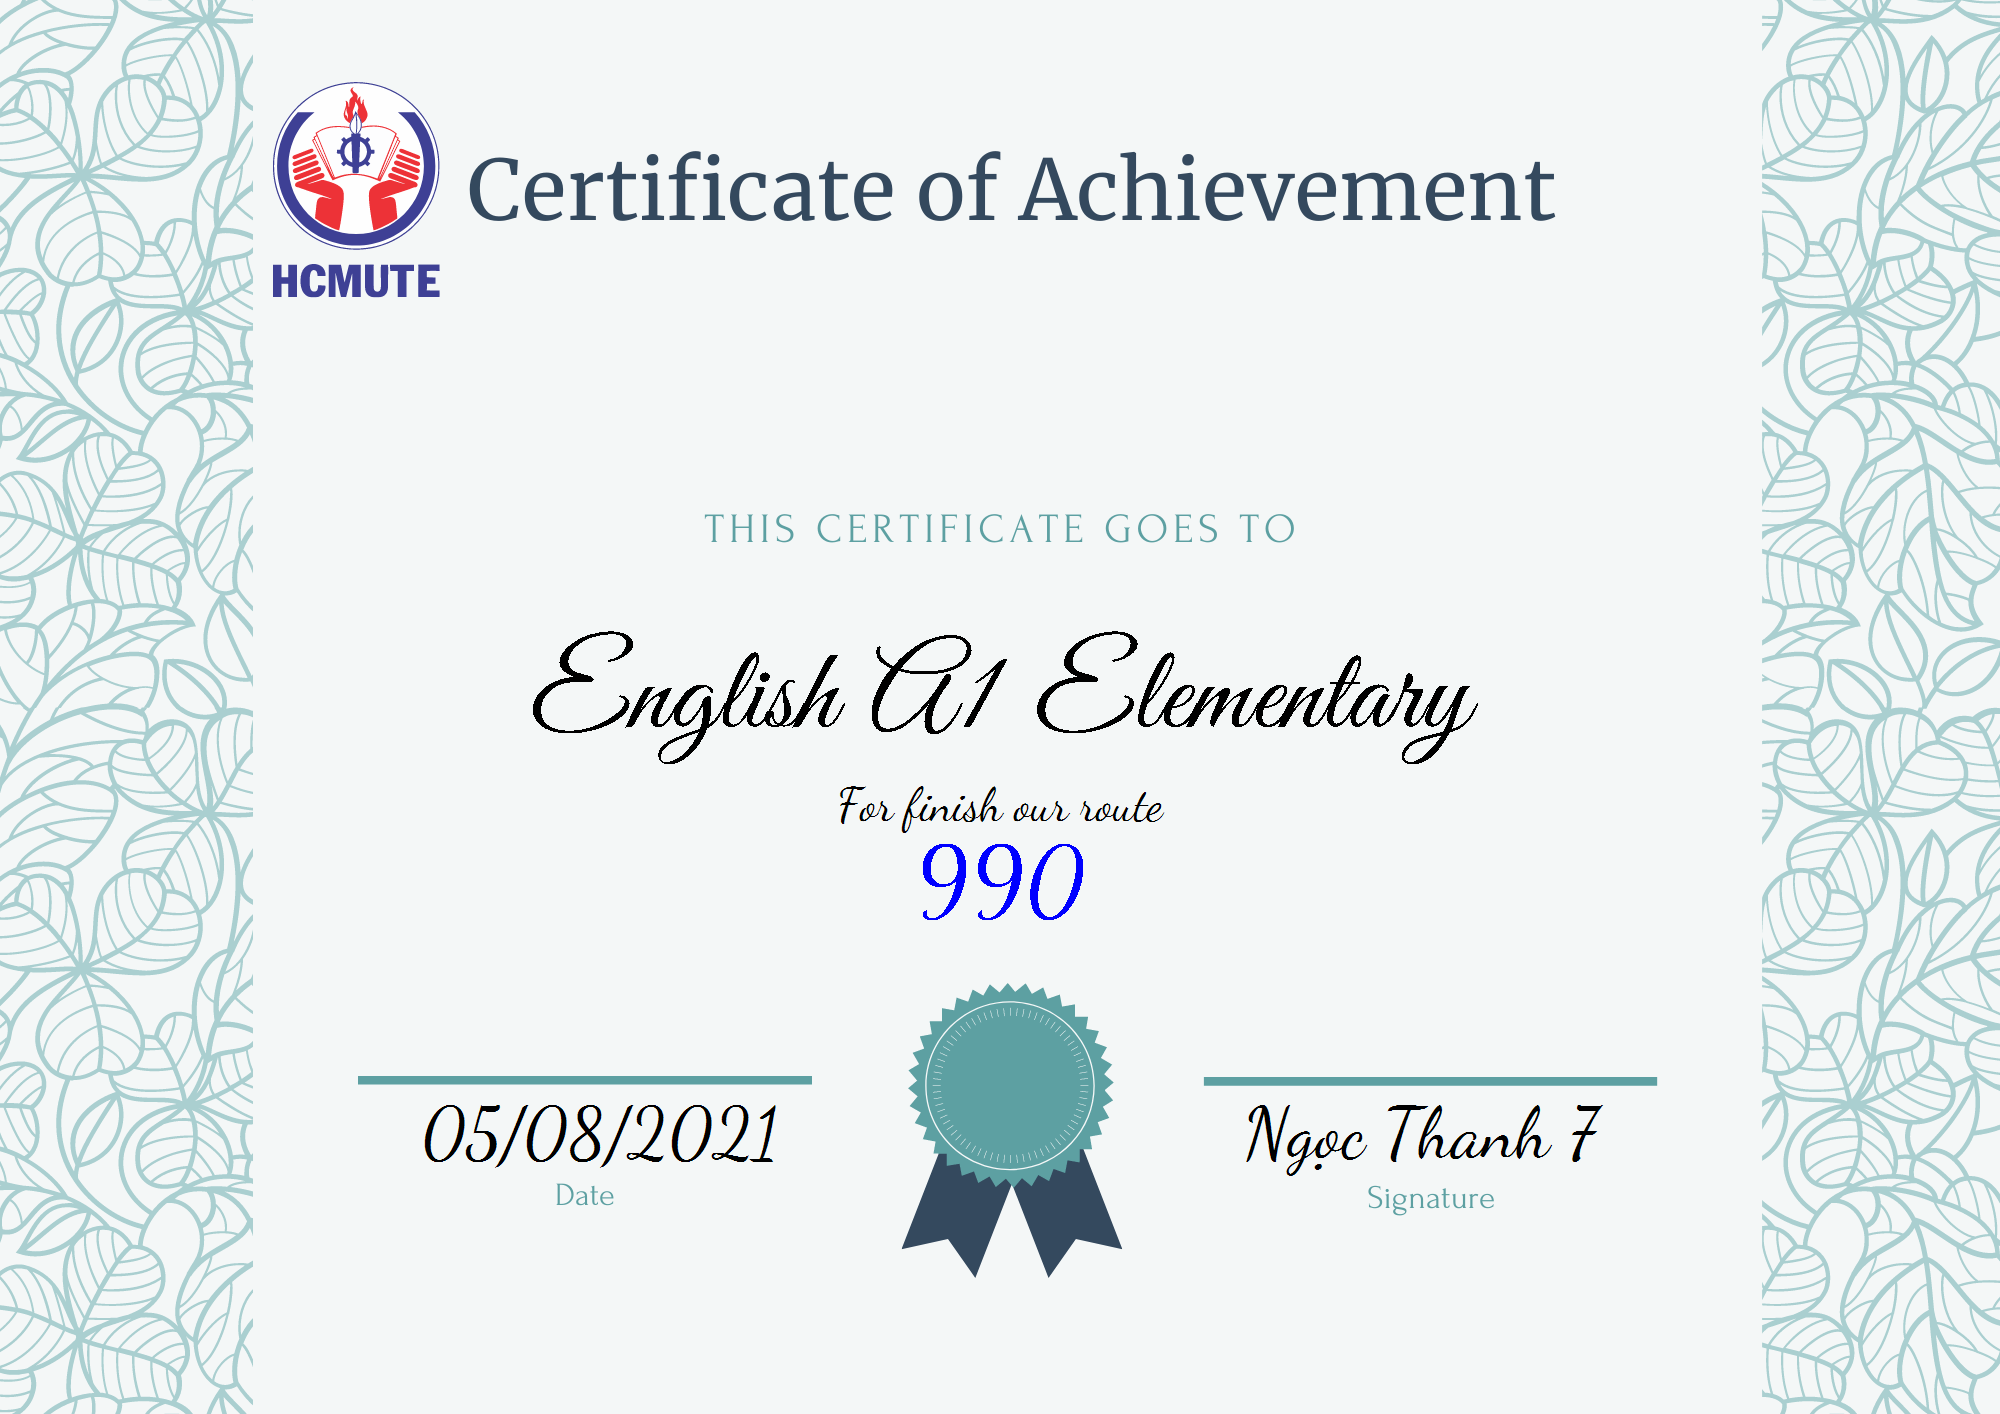 HCMUTE
Certificate of Achievement
THIS CERTIFICATE GOES TO
English A1 Elementary
For finish our route
990
05/08/2021
Date
Ngọc Thanh 7
Signature